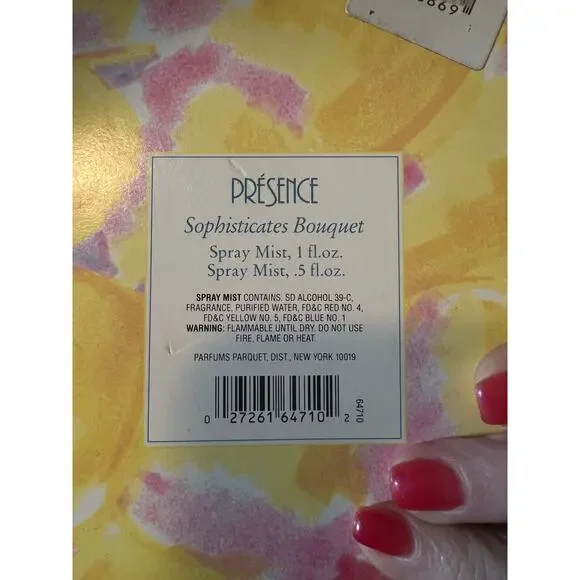 6869
PRÉSENCE
Sophisticates Bouquet
Spray Mist, 1 fl.oz.
Spray Mist, .5 fl.oz.
SPRAY MIST CONTAINS: SD ALCOHOL 39-C,
FRAGRANCE, PURIFIED WATER, FD&C RED NO. 4,
FD&C YELLOW NO. 5, FD&C BLUE NO. 1
WARNING: FLAMMABLE UNTIL DRY. DO NOT USE
FIRE, FLAME OR HEAT.
PARFUMS PARQUET, DIST., NEW YORK 10019
64710
0 27261 64710 2